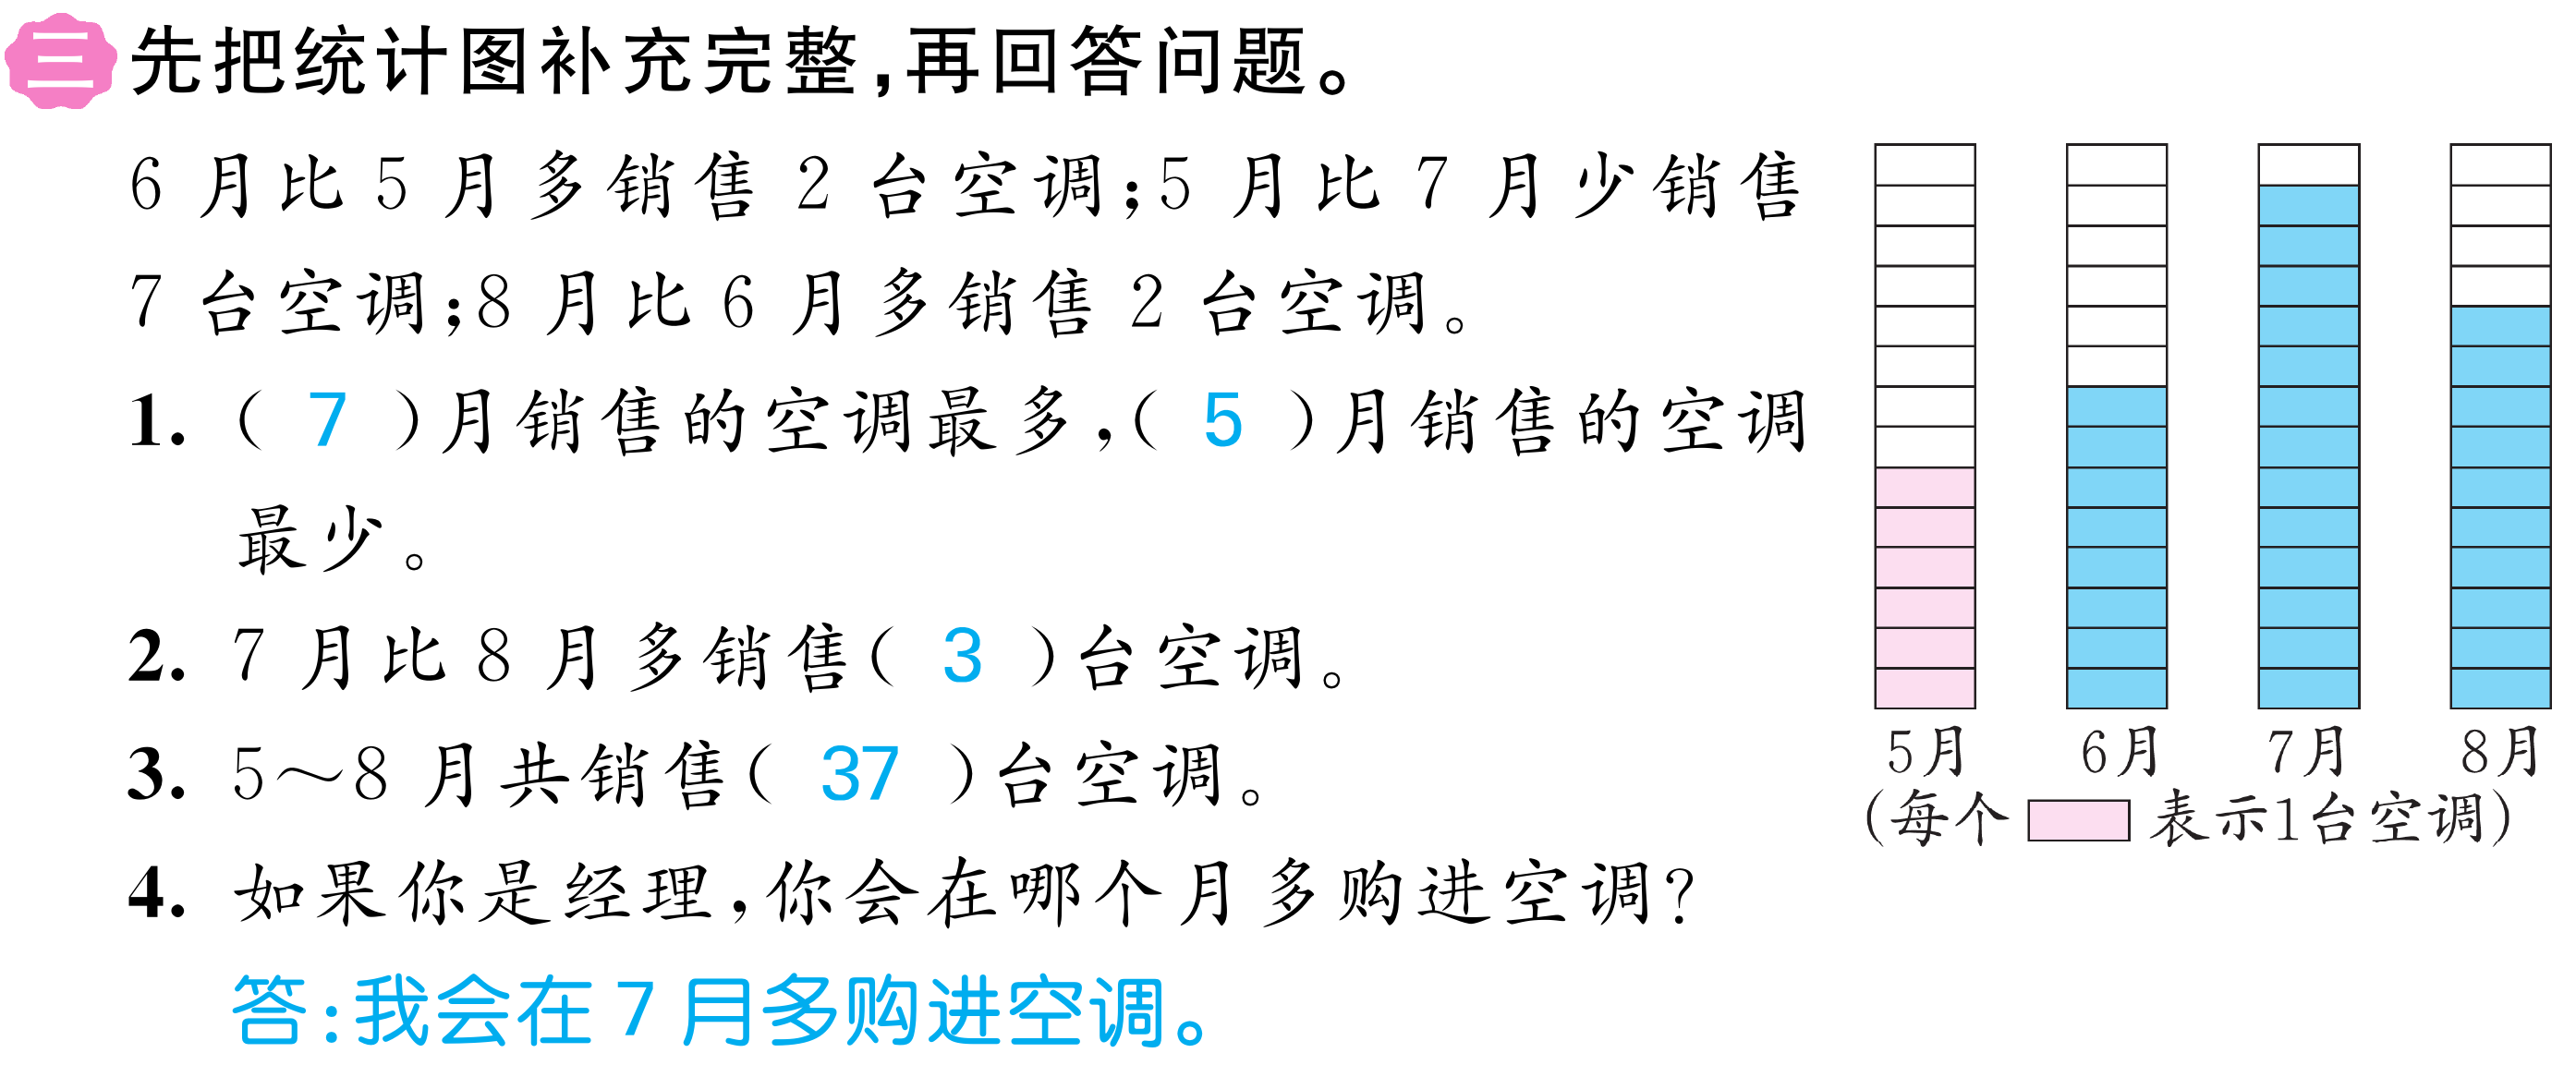 三 先把统计图补充完整,再回答问题。
6 月比 5 月多销售 2 台空调;5 月比 7 月少销售
7 台空调;8 月比 6 月多销售 2 台空调。
1. ( 7 )月销售的空调最多,( 5 )月销售的空调
最少。
2. 7 月比 8 月多销售( 3 )台空调。
3. 5～8 月共销售( 37 )台空调。
4. 如果你是经理,你会在哪个月多购进空调?
答:我会在 7 月多购进空调。
5月 6月 7月 8月
(每个 表示1台空调)